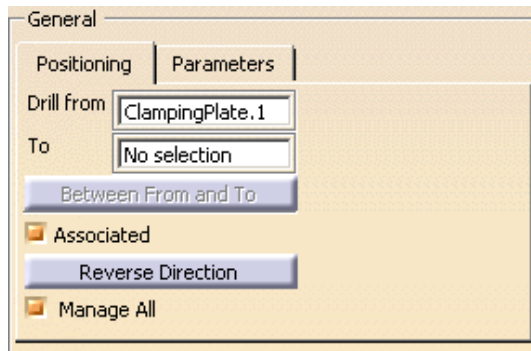 General
Positioning Parameters
Drill from ClampingPlate.1
To No selection
Between From and To
Associated
Reverse Direction
Manage All